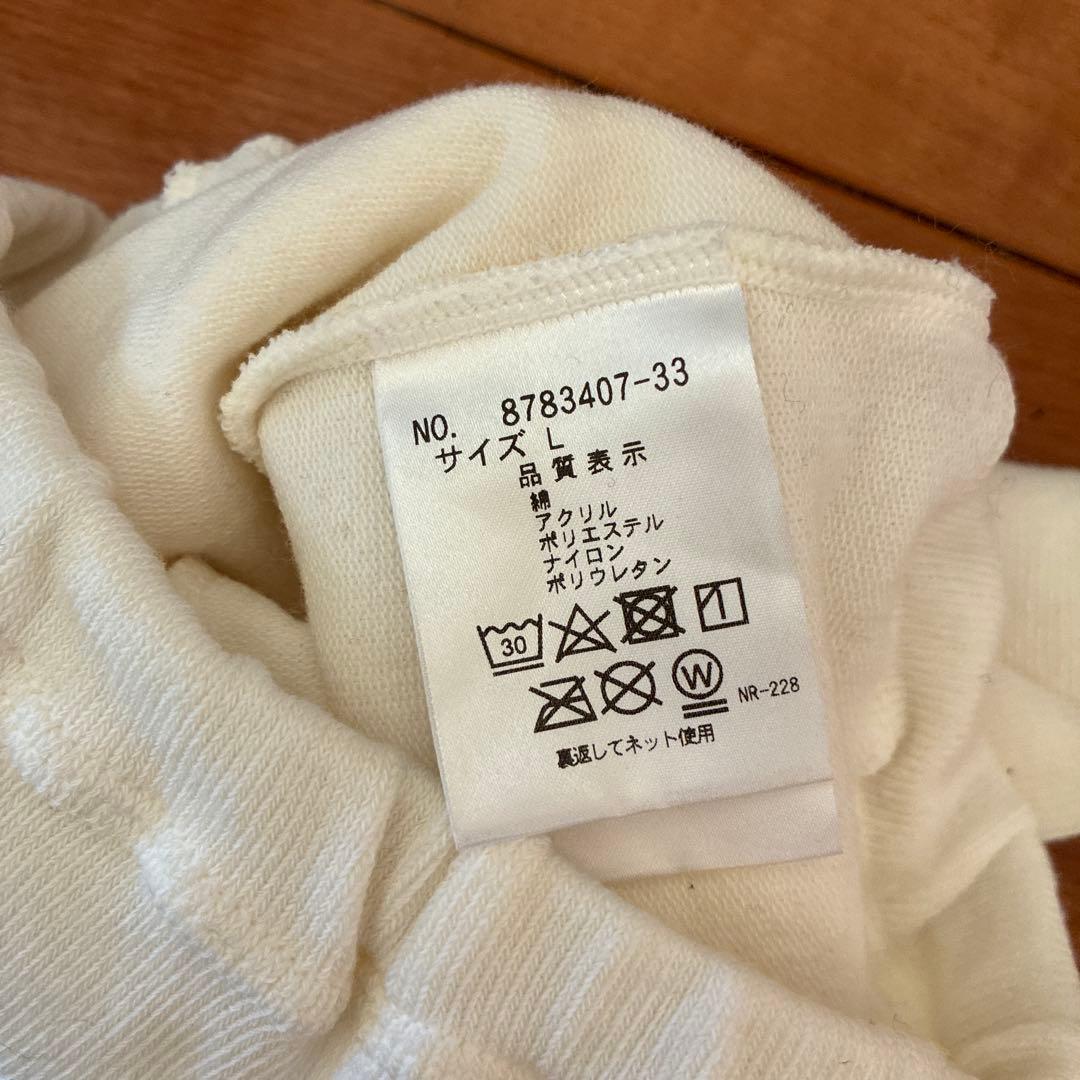 NO. 8783407-33
サイズ L
品質表示
綿
アクリル
ポリエステル
ナイロン
ポリウレタン
30
W NR-228
裏返してネット使用